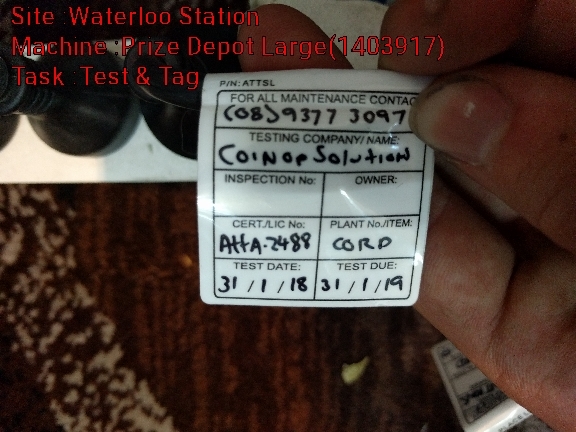 Site :Waterloo Station
Machine :Prize Depot Large(1403917)
Task :Test & Tag
P/N: ATTSL
FOR ALL MAINTENANCE CONTAC
(08) 9377 3097
TESTING COMPANY/ NAME:
COINOP SOLUTION
INSPECTION No: OWNER:
CERT./LIC No: PLANT No./ITEM:
AttA.2488 CORD
TEST DATE: TEST DUE:
31 / 1 / 18 31 / 1 / 19